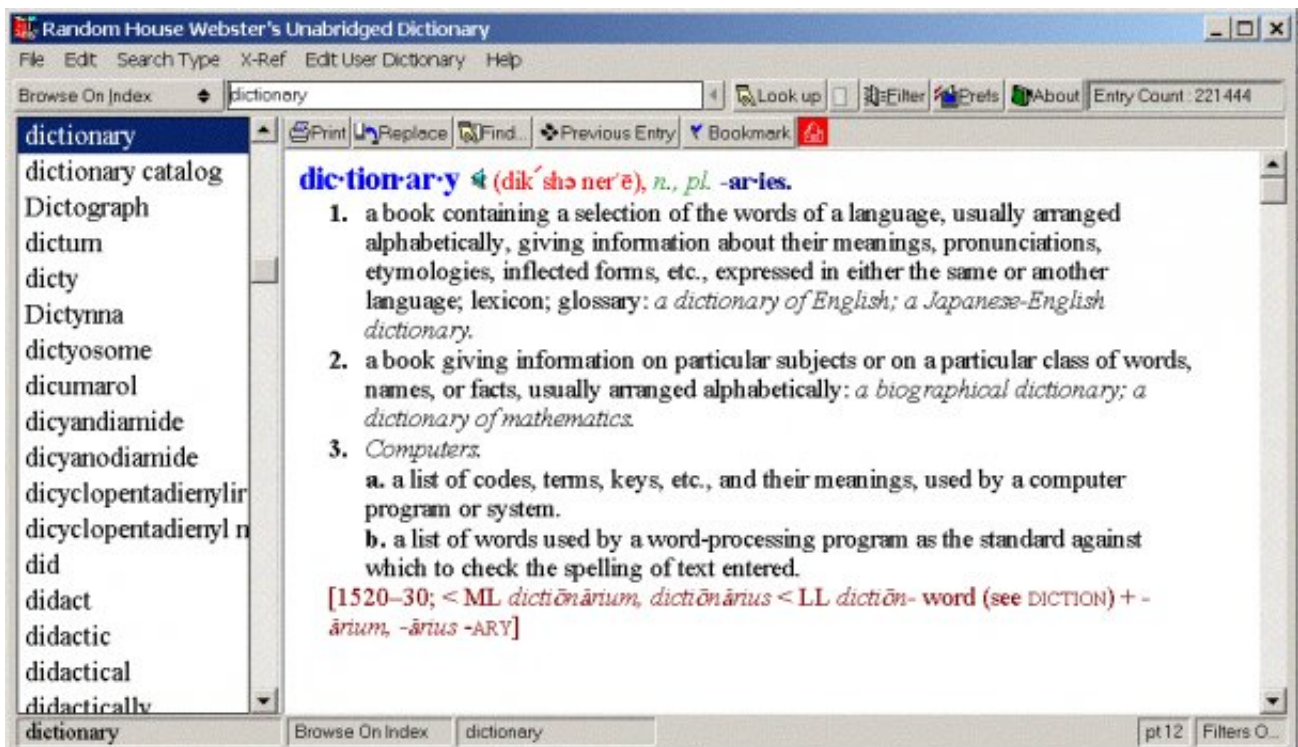 Random House Webster's Unabridged Dictionary
File Edit Search Type X-Ref Edit User Dictionary Help
Browse On Index dictionary Look up Filter Prefs About Entry Count : 221444
Print Replace Find... Previous Entry Bookmark
dictionary
dictionary catalog
Dictograph
dictum
dicty
Dictynna
dictyosome
dicumarol
dicyandiamide
dicyanodiamide
dicyclopentadienylir
dicyclopentadienyl n
did
didact
didactic
didactical
didactically
dic·tion·ar·y (dik´shə ner´ē), n., pl. -ar·ies.
1. a book containing a selection of the words of a language, usually arranged
alphabetically, giving information about their meanings, pronunciations,
etymologies, inflected forms, etc., expressed in either the same or another
language; lexicon; glossary: a dictionary of English; a Japanese-English
dictionary.
2. a book giving information on particular subjects or on a particular class of words,
names, or facts, usually arranged alphabetically: a biographical dictionary; a
dictionary of mathematics.
3. Computers.
a. a list of codes, terms, keys, etc., and their meanings, used by a computer
program or system.
b. a list of words used by a word-processing program as the standard against
which to check the spelling of text entered.
[1520–30; < ML dictiōnārium, dictiōnārius < LL dictiōn- word (see DICTION) + -
ārium, -ārius -ARY]
dictionary Browse On Index dictionary pt 12 Filters O...